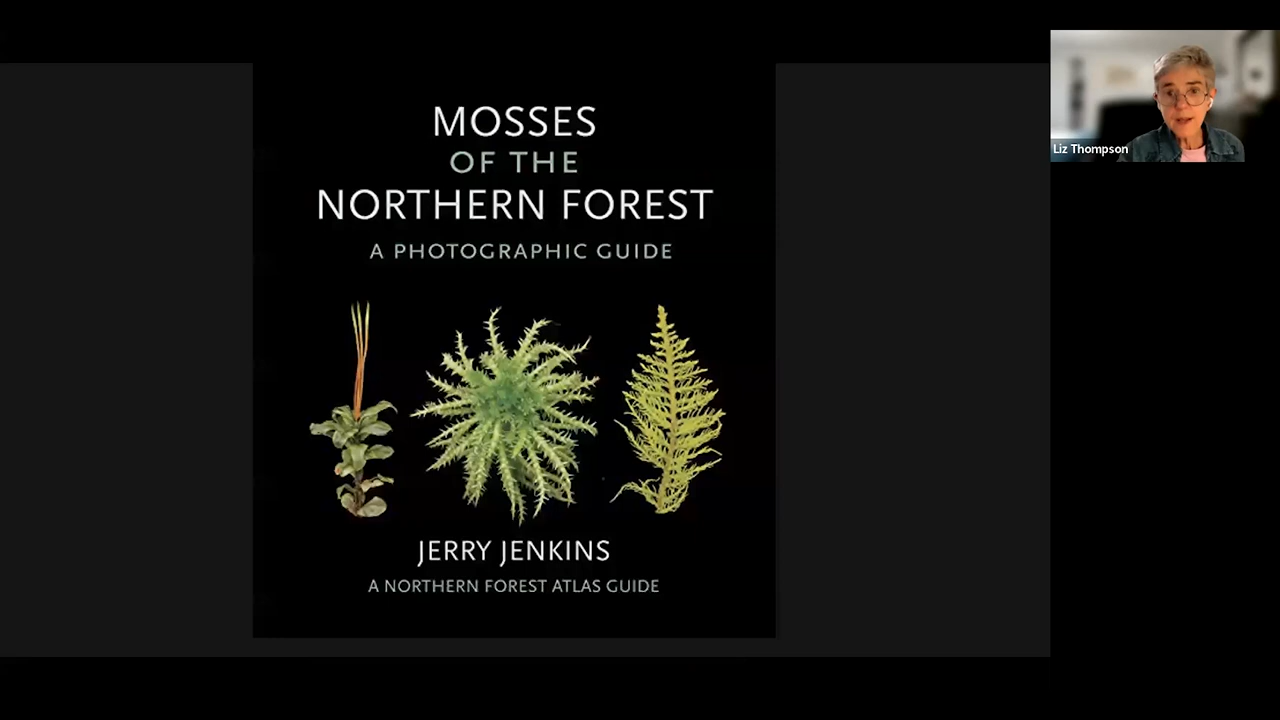 MOSSES
OF THE
NORTHERN FOREST
A PHOTOGRAPHIC GUIDE
JERRY JENKINS
A NORTHERN FOREST ATLAS GUIDE
Liz Thompson